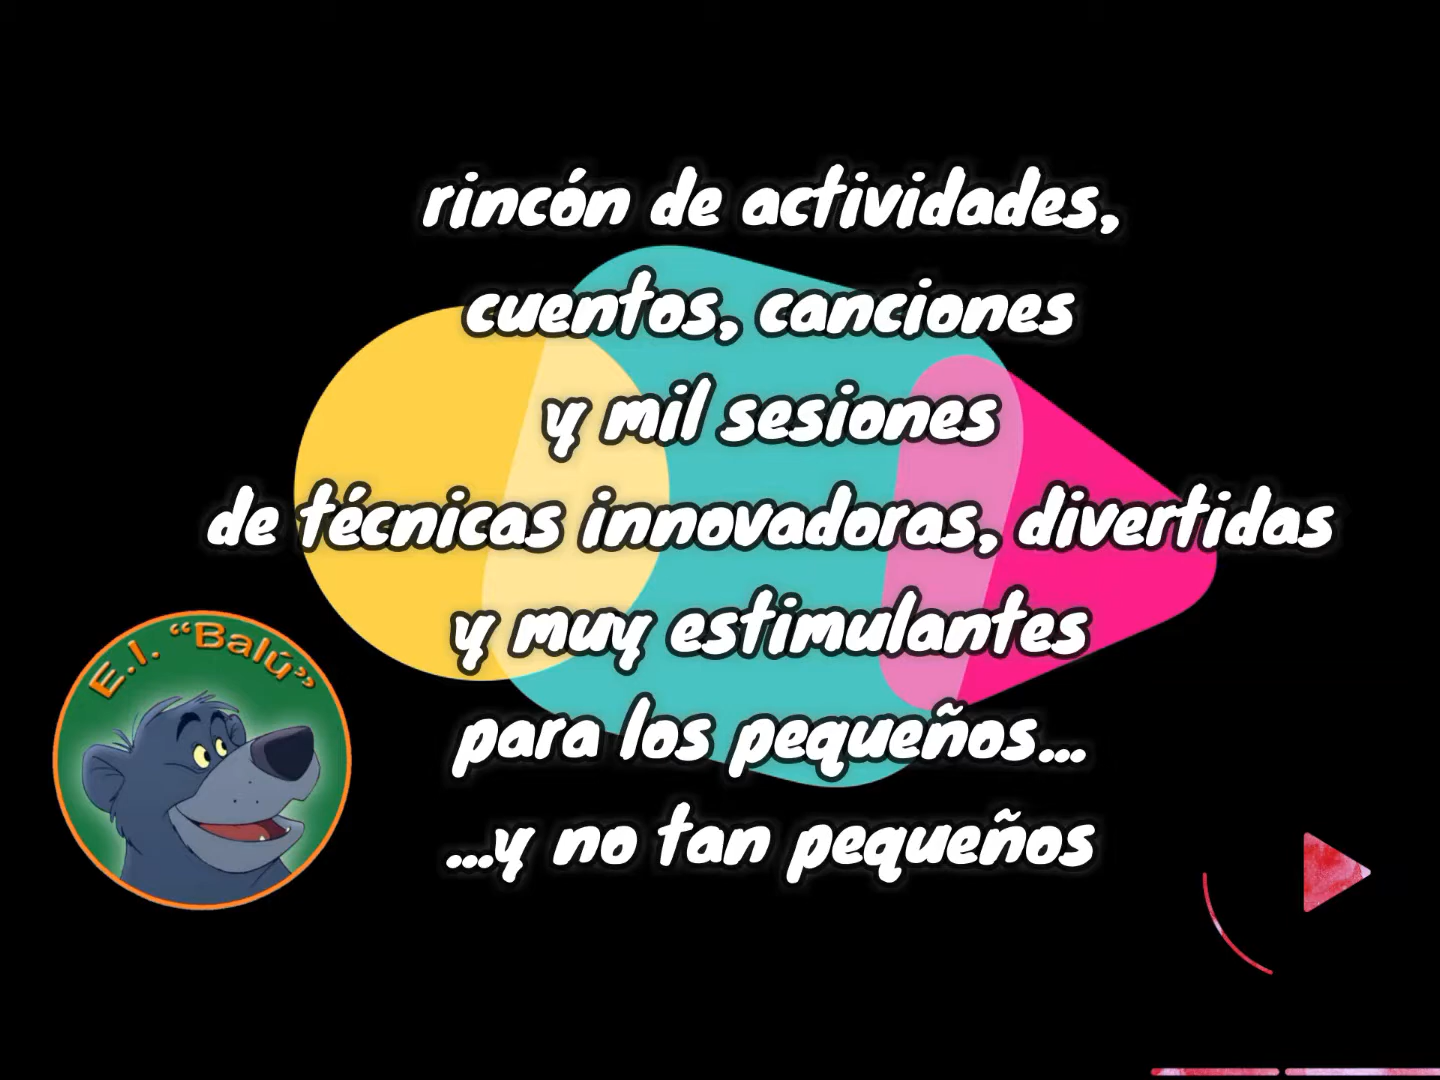 rincón de actividades,
cuentos, canciones
y mil sesiones
de técnicas innovadoras, divertidas
y muy estimulantes
para los pequeños...
...y no tan pequeños
E.I. “Balú”